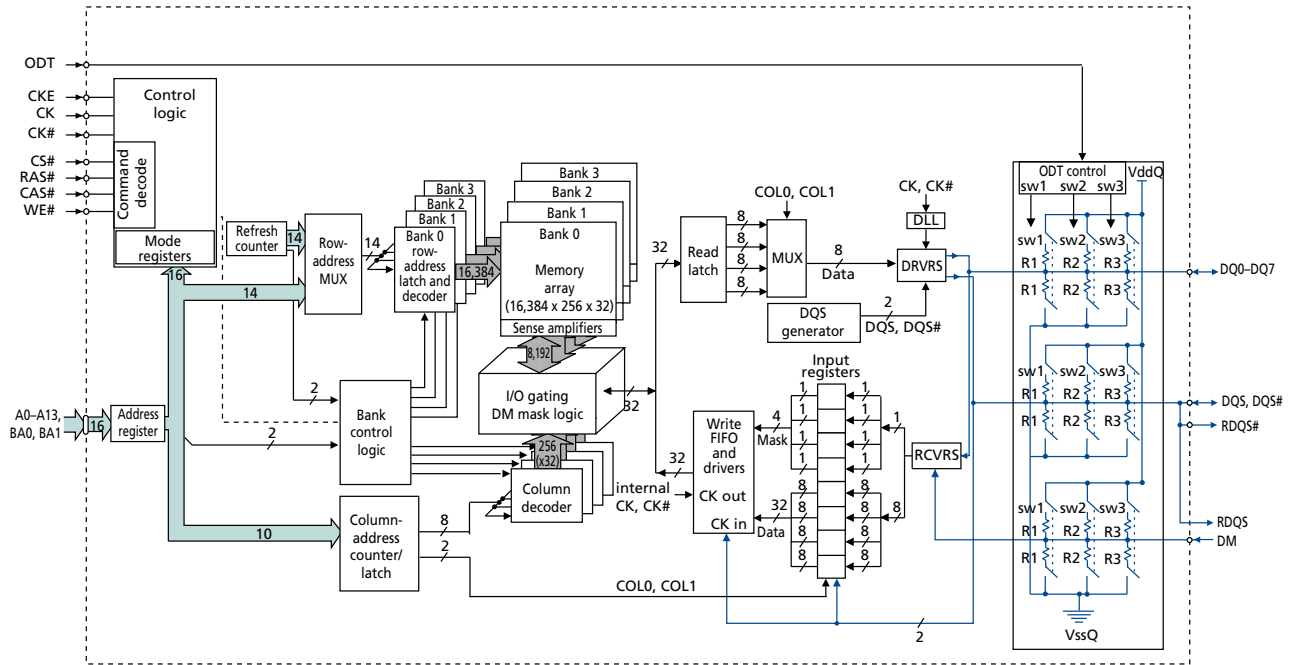 ODT
CKE
CK
CK#
CS#
RAS#
CAS#
WE#
Control
logic
Command
decode
Mode
registers
16
A0–A13,
BA0, BA1
16
Address
register
Refresh
counter
14
14
10
2
2
Row-
address
MUX
14
Bank 3
Bank 2
Bank 1
Bank 0
row-
address
latch and
decoder
16,384
Bank 3
Bank 2
Bank 1
Bank 0
Memory
array
(16,384 x 256 x 32)
Sense amplifiers
8,192
I/O gating
DM mask logic
256
(x32)
Bank
control
logic
Column-
address
counter/
latch
8
2
Column
decoder
COL0, COL1
32
32
32
Read
latch
8
8
8
8
COL0, COL1
MUX
8
Data
DQS
generator
2
DQS, DQS#
CK, CK#
DLL
DRVRS
internal
CK, CK#
Write
FIFO
and
drivers
CK out
CK in
4
Mask
32
Data
Input
registers
1
1
1
1
8
8
8
8
1
1
1
1
8
8
8
8
1
8
RCVRS
2
ODT control
sw1
sw2
sw3
VddQ
sw1
sw2
sw3
R1
R2
R3
R1
R2
R3
sw1
sw2
sw3
R1
R2
R3
R1
R2
R3
sw1
sw2
sw3
R1
R2
R3
R1
R2
R3
VssQ
DQ0–DQ7
DQS, DQS#
RDQS#
RDQS
DM